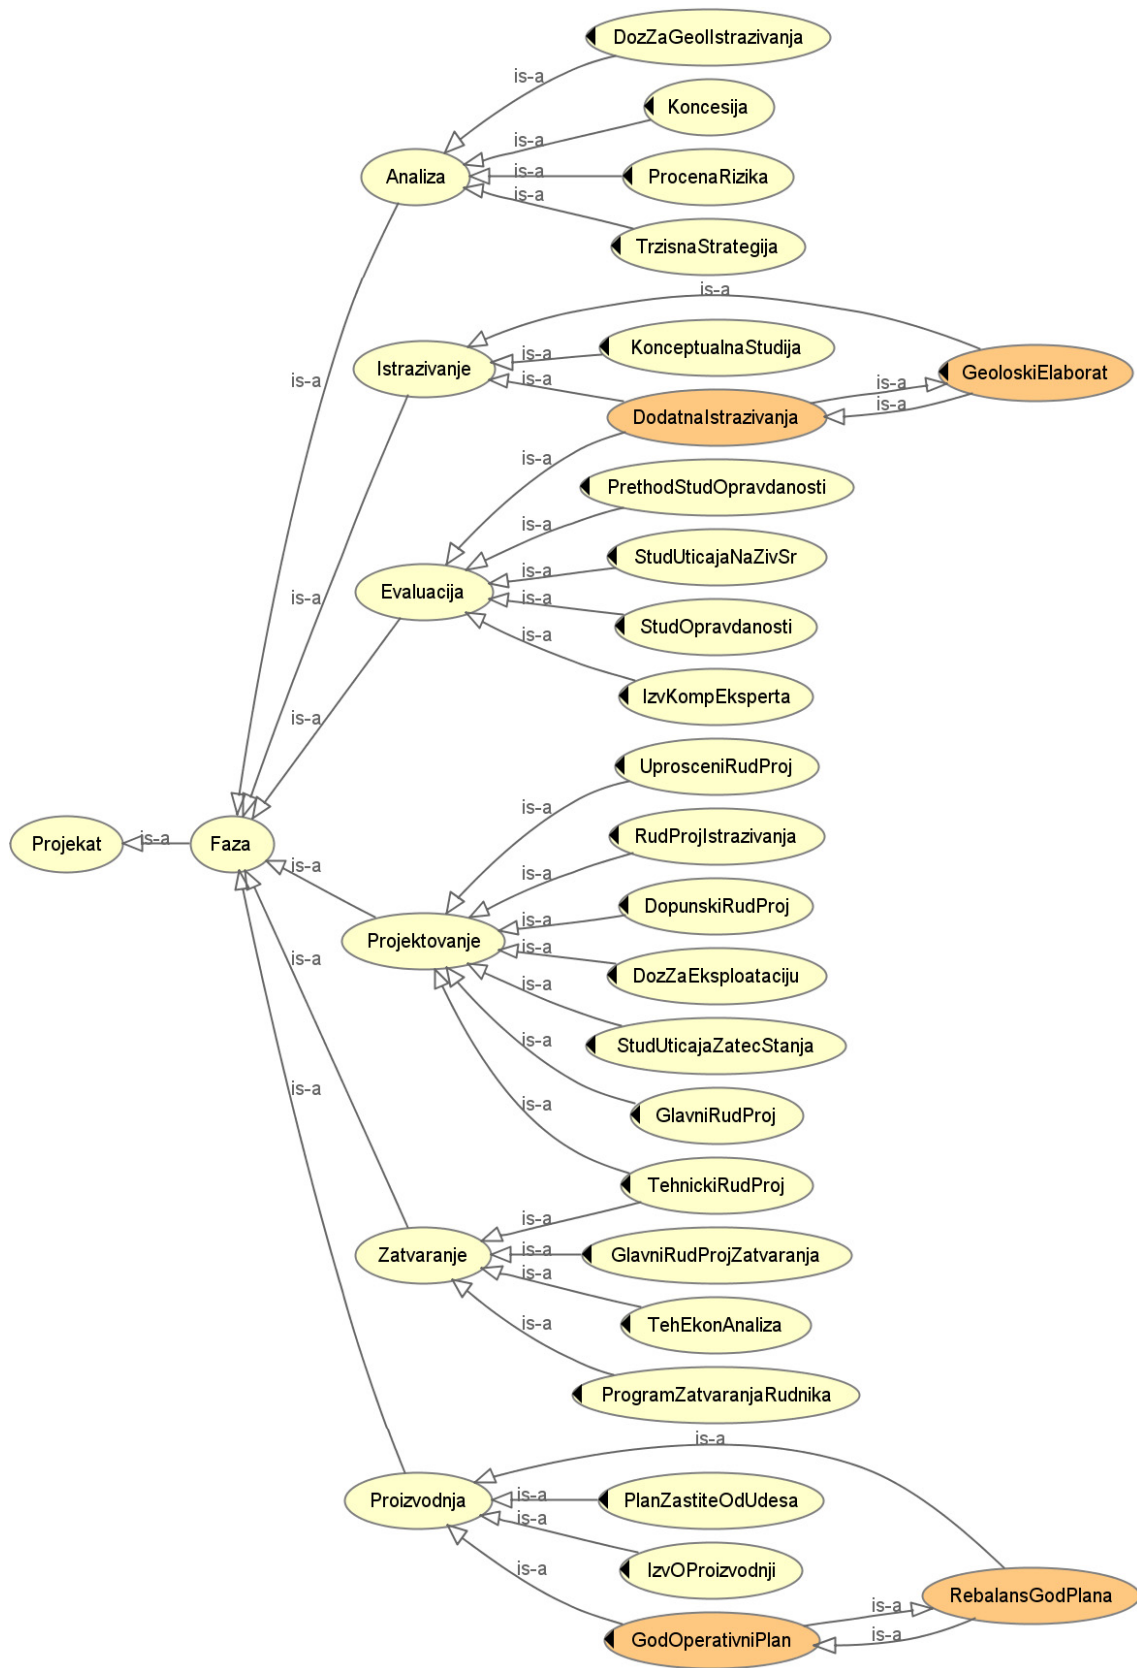 DozZaGeolIstrazivanja
is-a
Koncesija
is-a
Analiza
is-a
ProcenaRizika
is-a
TrzisnaStrategija
is-a
is-a
KonceptualnaStudija
Istrazivanje
is-a
is-a
is-a
GeoloskiElaborat
is-a
is-a
DodatnaIstrazivanja
is-a
PrethodStudOpravdanosti
is-a
StudUticajaNaZivSr
is-a
Evaluacija
is-a
is-a
StudOpravdanosti
is-a
IzvKompEksperta
is-a
UprosceniRudProj
is-a
Projekat
is-a
Faza
RudProjIstrazivanja
is-a
is-a
DopunskiRudProj
is-a
Projektovanje
is-a
DozZaEksploataciju
is-a
is-a
StudUticajaZatecStanja
is-a
is-a
GlavniRudProj
is-a
TehnickiRudProj
is-a
Zatvaranje
is-a
GlavniRudProjZatvaranja
is-a
TehEkonAnaliza
is-a
ProgramZatvaranjaRudnika
is-a
Proizvodnja
is-a
PlanZastiteOdUdesa
is-a
IzvOProizvodnji
is-a
is-a
RebalansGodPlana
is-a
GodOperativniPlan